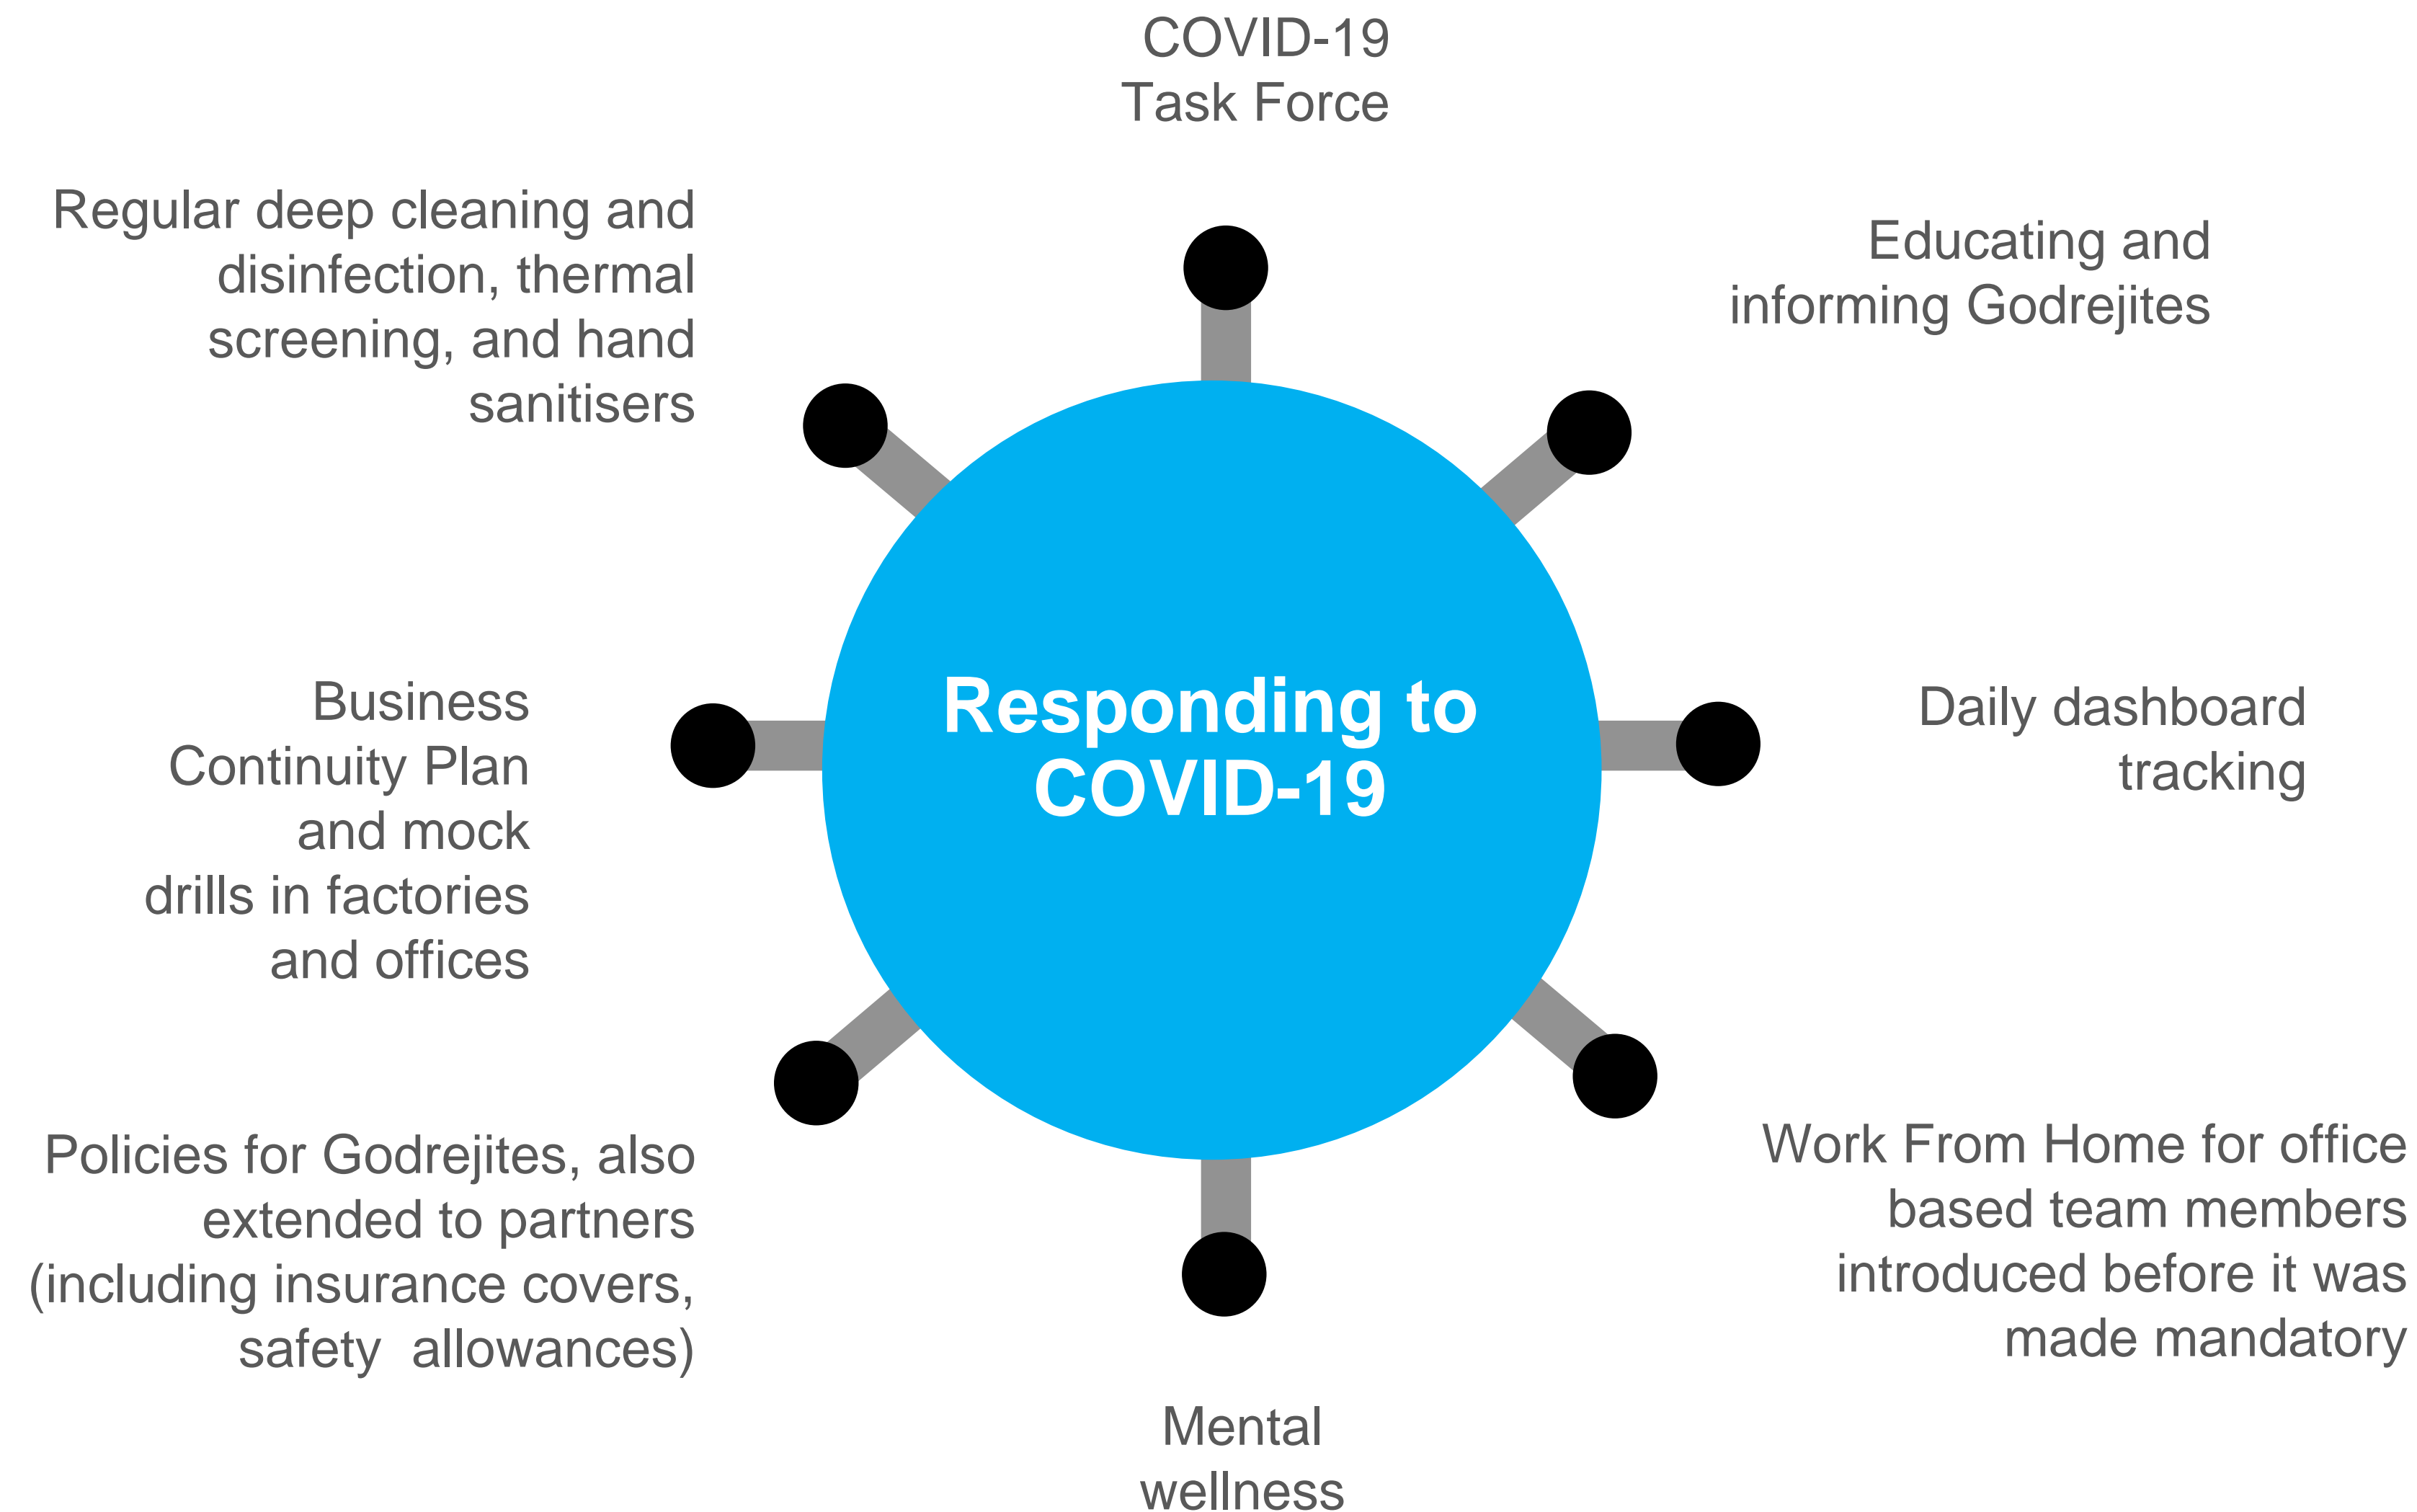 COVID-19
Task Force
Regular deep cleaning and
disinfection, thermal
screening, and hand
sanitisers
Educating and
informing Godrejites
Business
Continuity Plan
and mock
drills in factories
and offices
Responding to
COVID-19
Daily dashboard
tracking
Policies for Godrejites, also
extended to partners
(including insurance covers,
safety  allowances)
Work From Home for office
based team members
introduced before it was
made mandatory
Mental
wellness